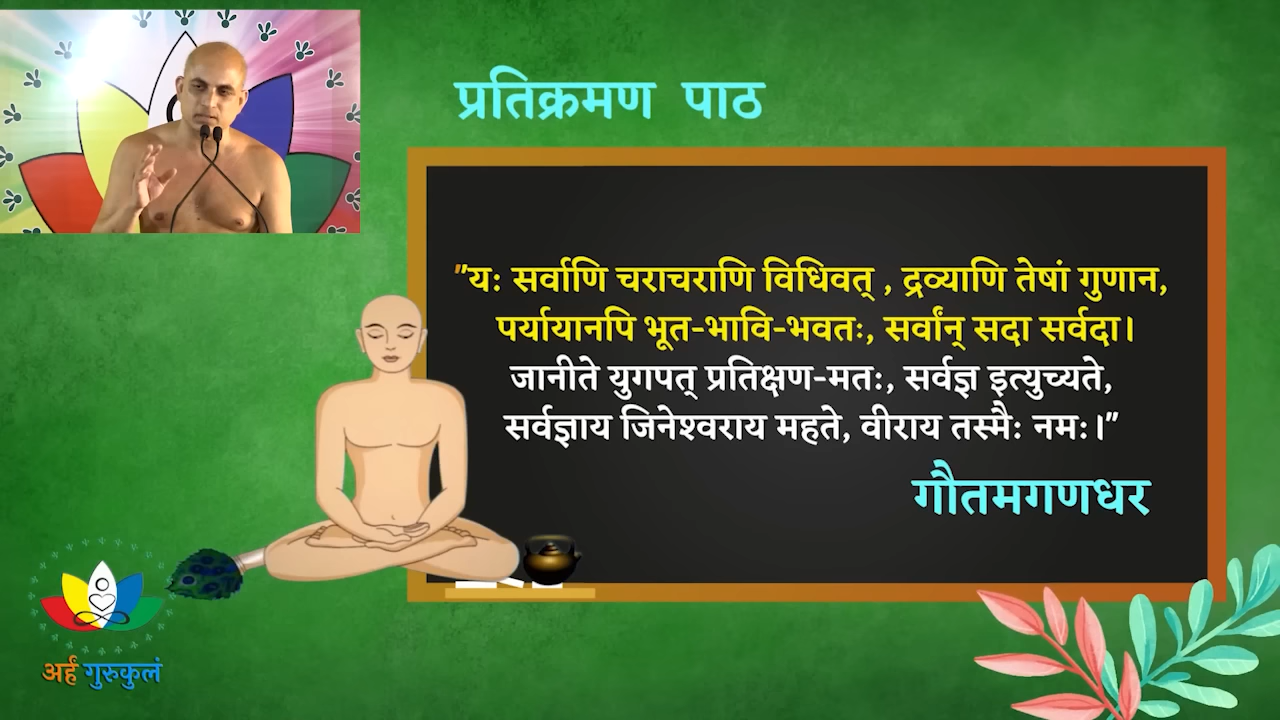 प्रतिक्रमण पाठ
"यः सर्वाणि चराचराणि विधिवत् , द्रव्याणि तेषां गुणान,
पर्यायानपि भूत-भावि-भवतः, सर्वांन् सदा सर्वदा।
जानीते युगपत् प्रतिक्षण-मतः, सर्वज्ञ इत्युच्यते,
सर्वज्ञाय जिनेश्वराय महते, वीराय तस्मैः नमः।"
गौतमगणधर
अर्हं गुरुकुलं